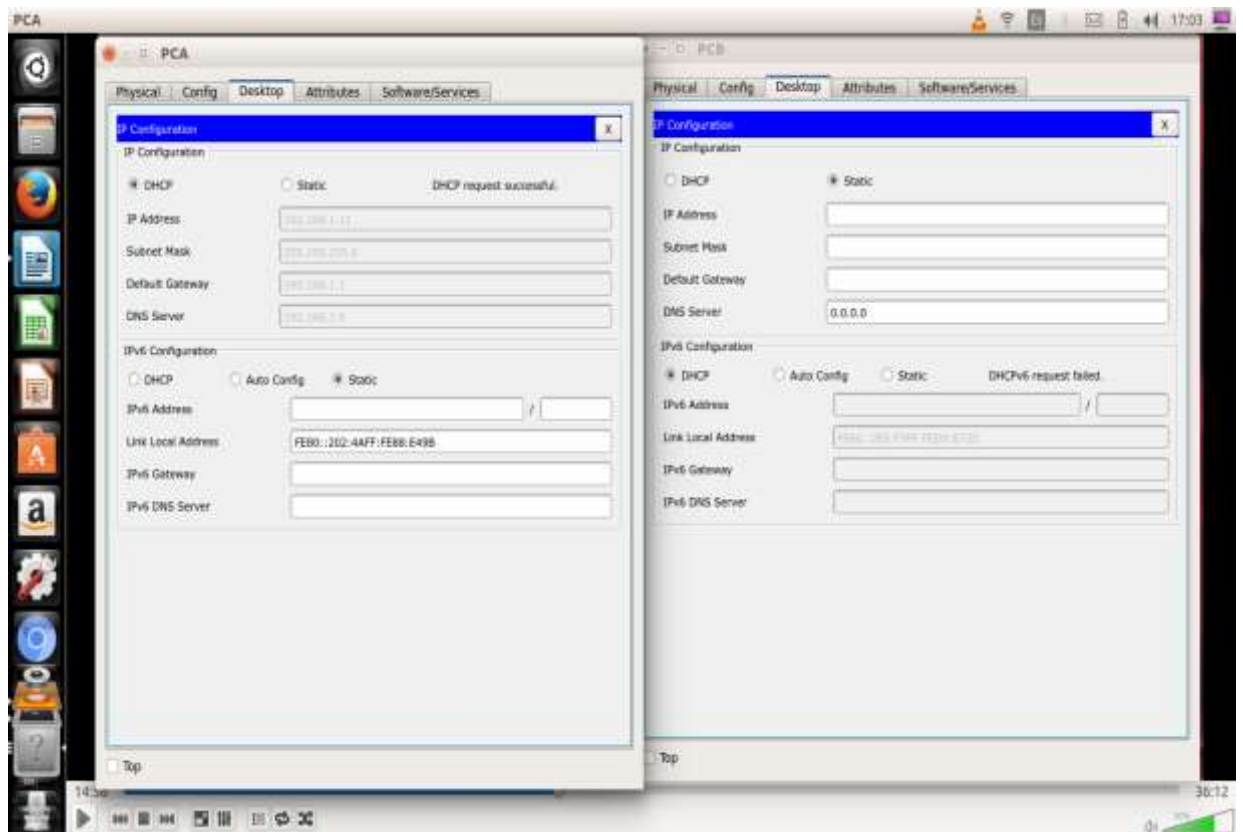 PCA
17:03
PCA
Physical Config Desktop Attributes Software/Services
IP Configuration X
IP Configuration
DHCP Static DHCP request successful.
IP Address
Subnet Mask
Default Gateway
DNS Server
IPv6 Configuration
DHCP Auto Config Static
IPv6 Address /
Link Local Address FE80::202:4AFF:FE88:E49B
IPv6 Gateway
IPv6 DNS Server
Top
PCB
Physical Config Desktop Attributes Software/Services
IP Configuration X
IP Configuration
DHCP Static
IP Address
Subnet Mask
Default Gateway
DNS Server 0.0.0.0
IPv6 Configuration
DHCP Auto Config Static DHCPv6 request failed.
IPv6 Address /
Link Local Address
IPv6 Gateway
IPv6 DNS Server
Top
36:12